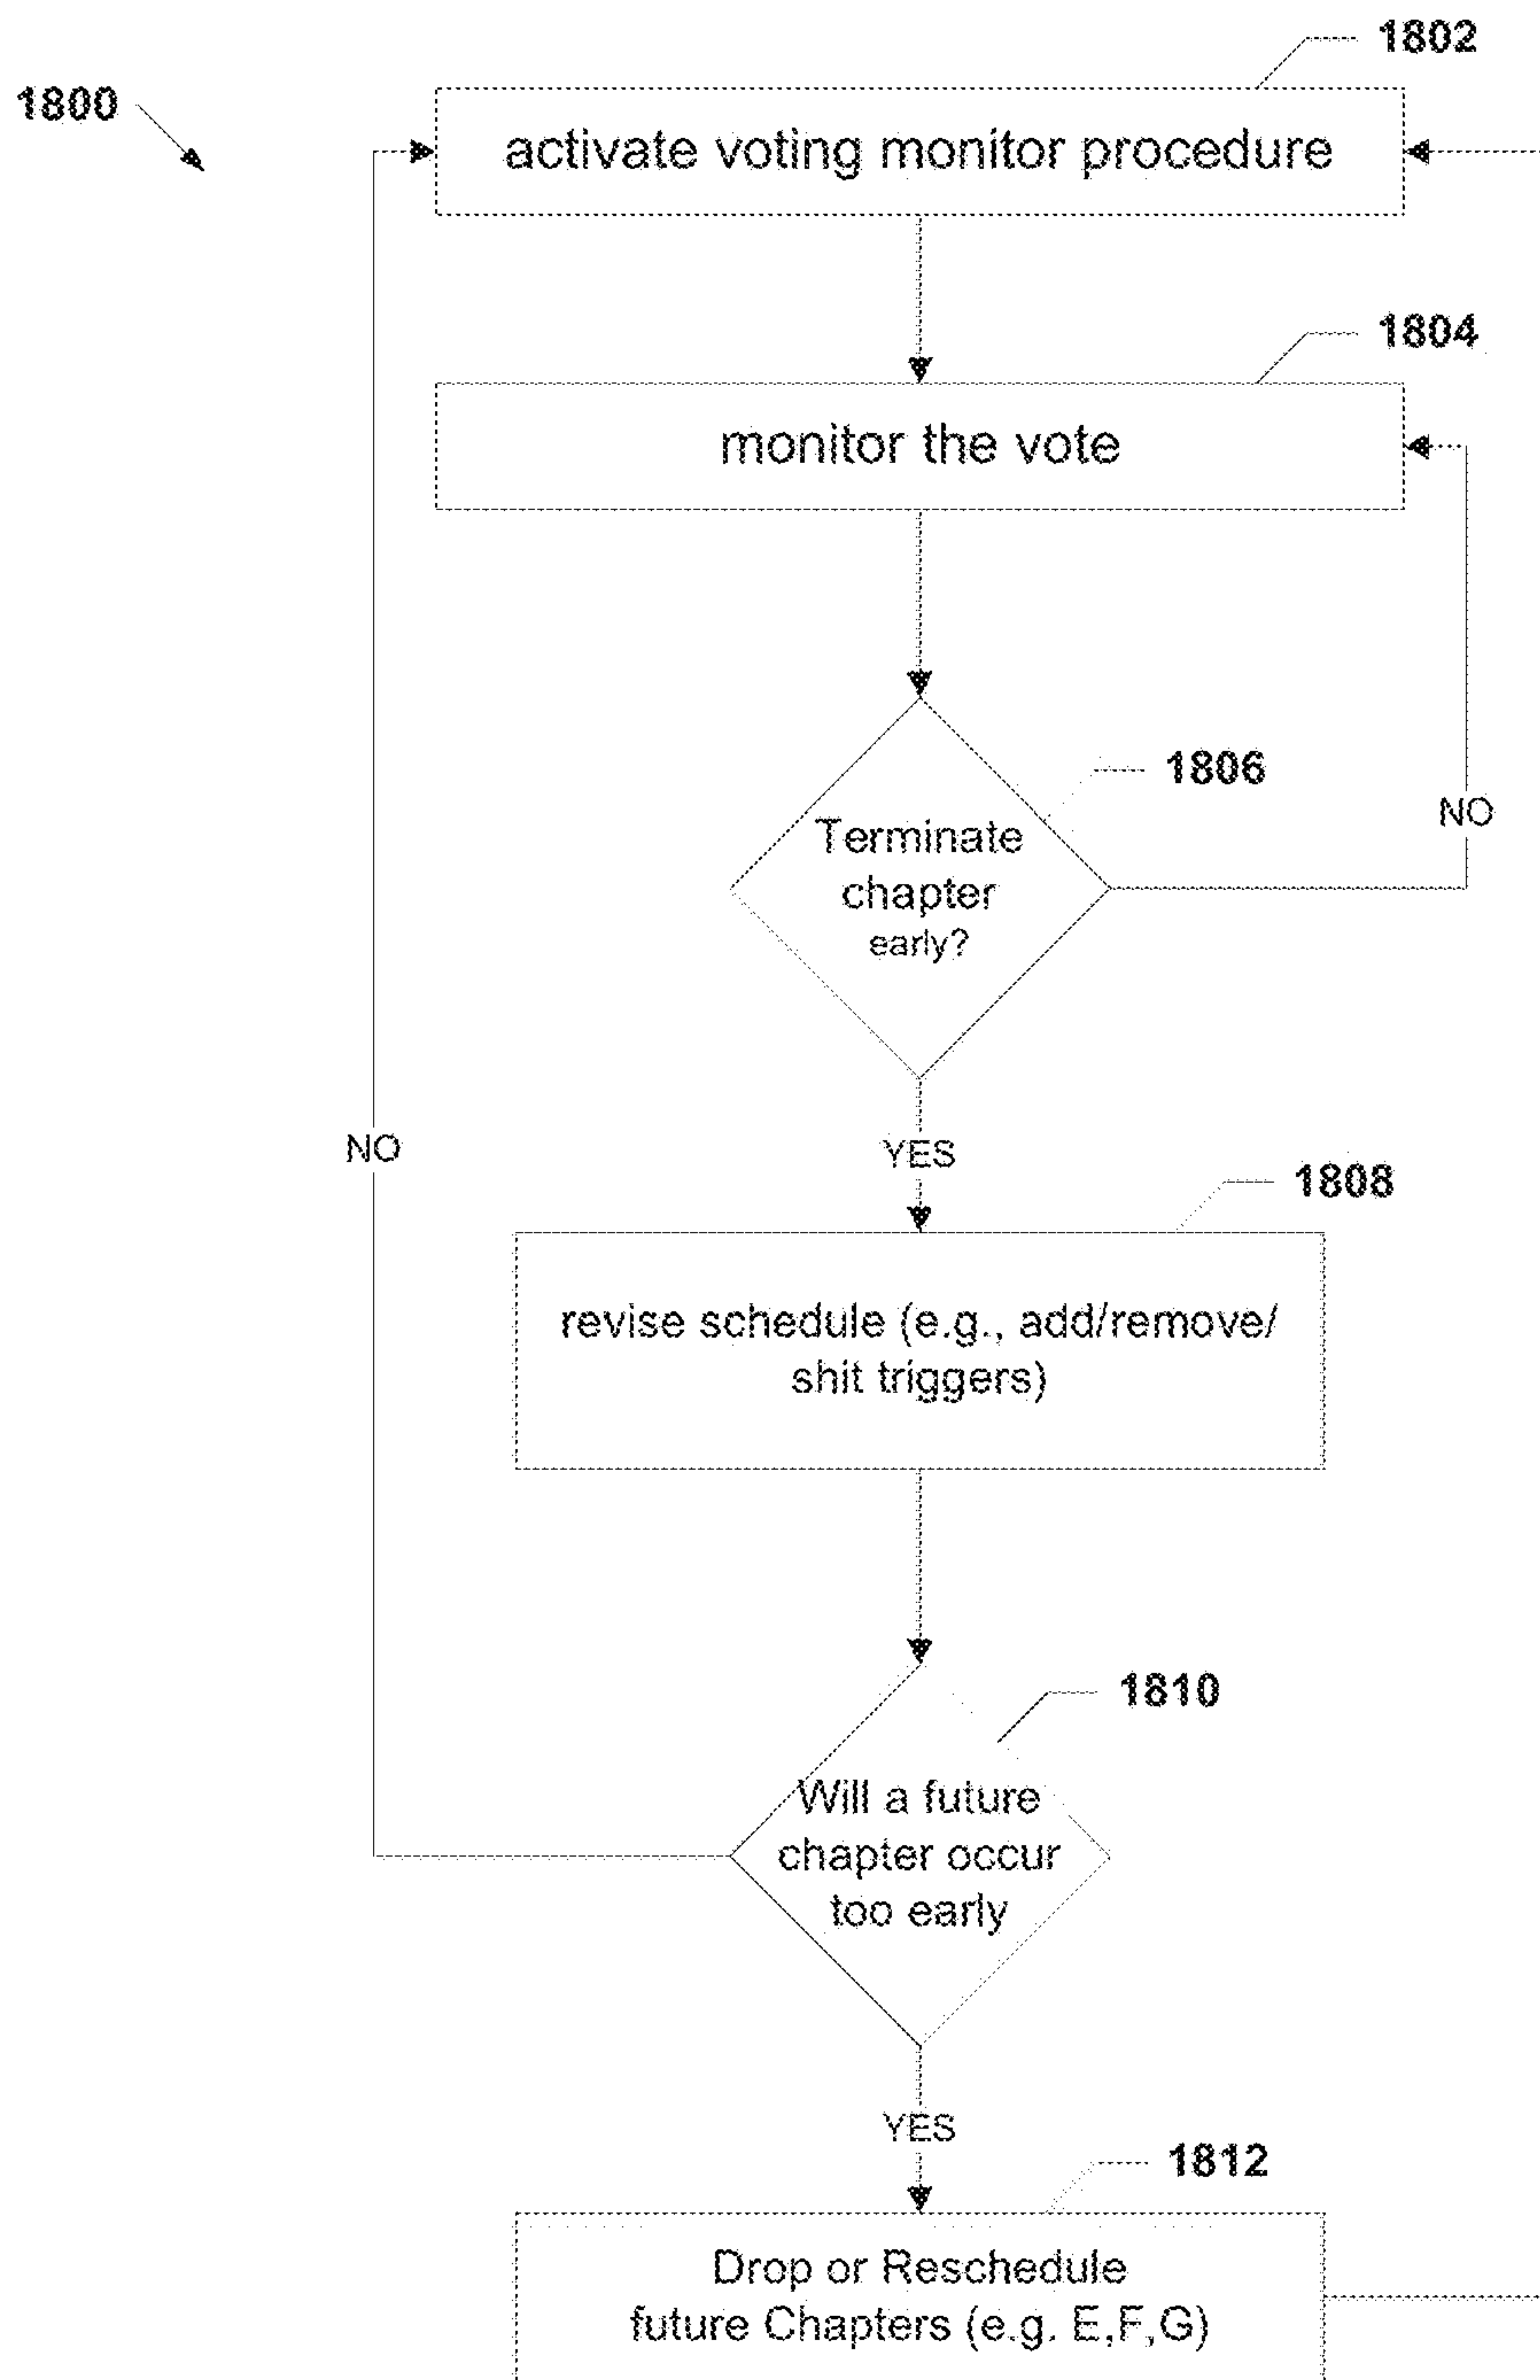 1802
1800
activate voting monitor procedure
1804
monitor the vote
1806
Terminate
chapter
early?
NO
NO
YES
1808
revise schedule (e.g., add/remove/
shit triggers)
1810
Will a future
chapter occur
too early
YES
1812
Drop or Reschedule
future Chapters (e.g. E,F,G)